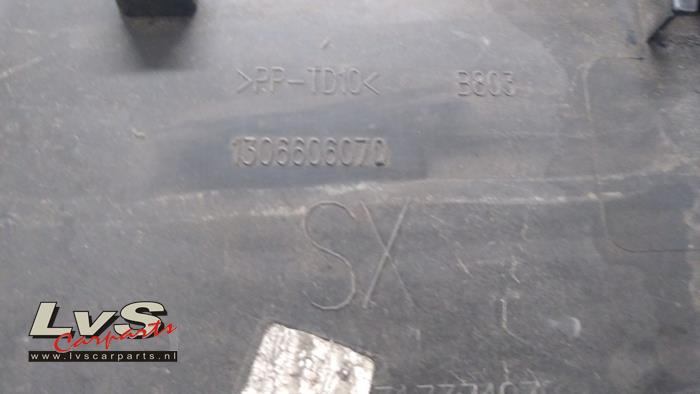 >PP-TD10< B803
1306606070
SX
LvS
Carparts
www.lvscarparts.nl